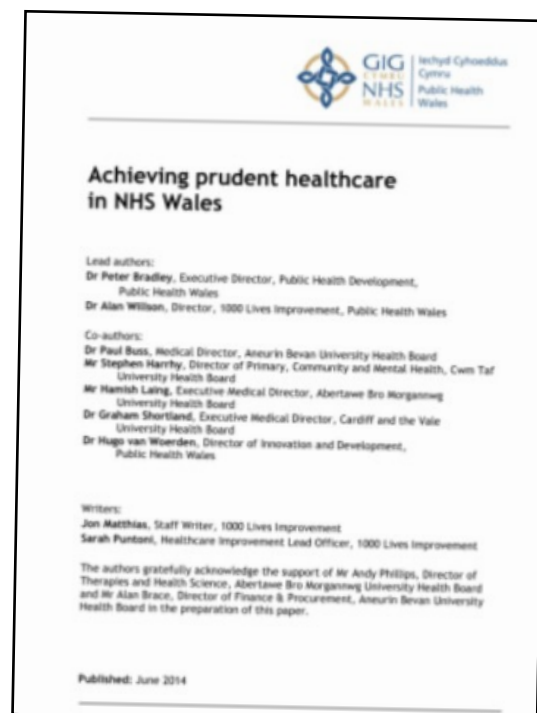 GIG
CYMRU
NHS
WALES
Iechyd Cyhoeddus
Cymru
Public Health
Wales
Achieving prudent healthcare
in NHS Wales
Lead authors:
Dr Peter Bradley, Executive Director, Public Health Development,
Public Health Wales
Dr Alan Willson, Director, 1000 Lives Improvement, Public Health Wales
Co-authors:
Dr Paul Buss, Medical Director, Aneurin Bevan University Health Board
Mr Stephen Harrhy, Director of Primary, Community and Mental Health, Cwm Taf
University Health Board
Mr Hamish Laing, Executive Medical Director, Abertawe Bro Morgannwg
University Health Board
Dr Graham Shortland, Executive Medical Director, Cardiff and the Vale
University Health Board
Dr Hugo van Woerden, Director of Innovation and Development,
Public Health Wales
Writers:
Jon Matthias, Staff Writer, 1000 Lives Improvement
Sarah Puntoni, Healthcare Improvement Lead Officer, 1000 Lives Improvement
The authors gratefully acknowledge the support of Mr Andy Phillips, Director of
Therapies and Health Science, Abertawe Bro Morgannwg University Health Board
and Mr Alan Brace, Director of Finance & Procurement, Aneurin Bevan University
Health Board in the preparation of this paper.
Published: June 2014